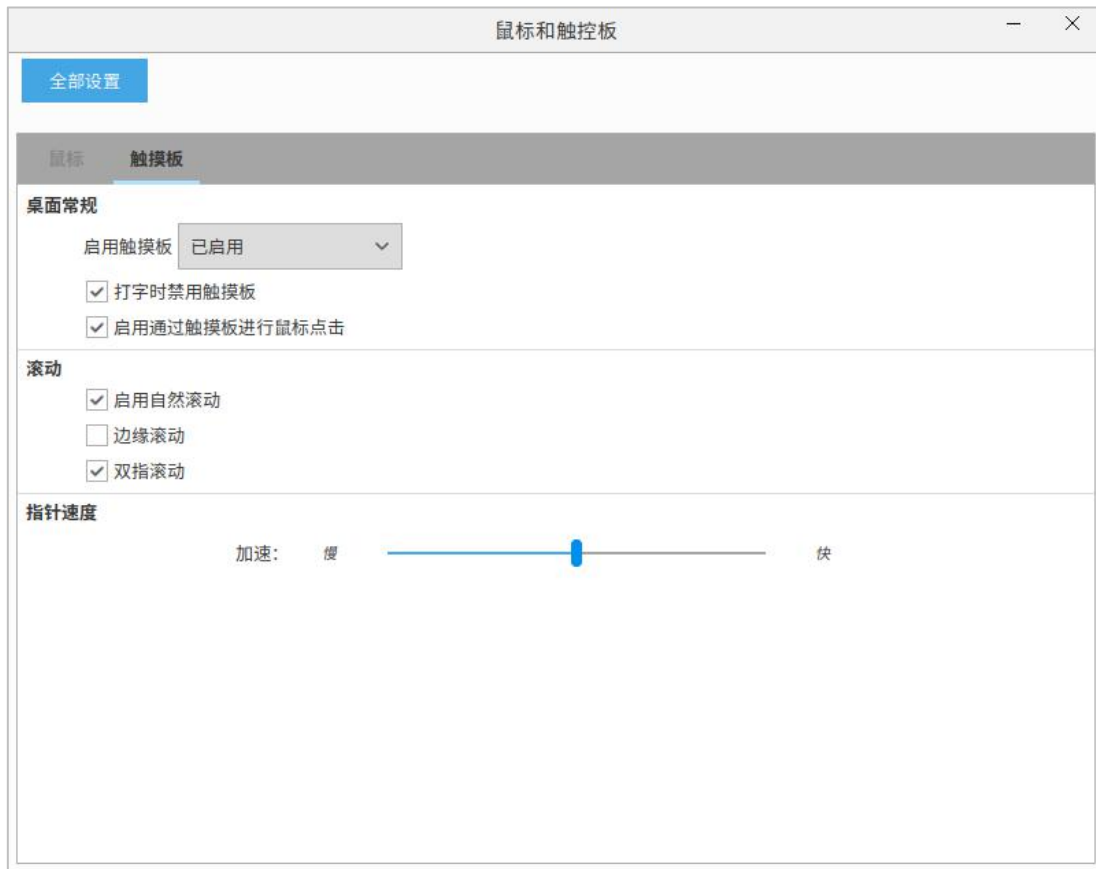 鼠标和触控板
全部设置
鼠标 触摸板
桌面常规
启用触摸板 已启用
打字时禁用触摸板
启用通过触摸板进行鼠标点击
滚动
启用自然滚动
边缘滚动
双指滚动
指针速度
加速： 慢 快